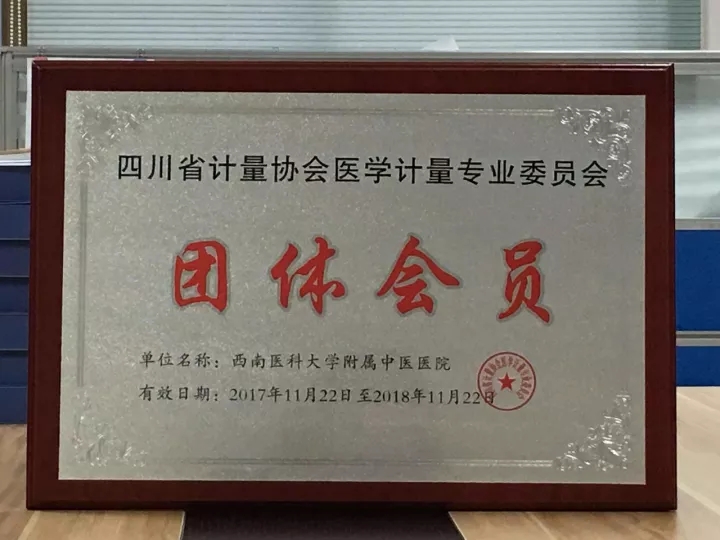 四川省计量协会医学计量专业委员会
团体会员
单位名称：西南医科大学附属中医医院
有效日期：2017年11月22日至2018年11月22日